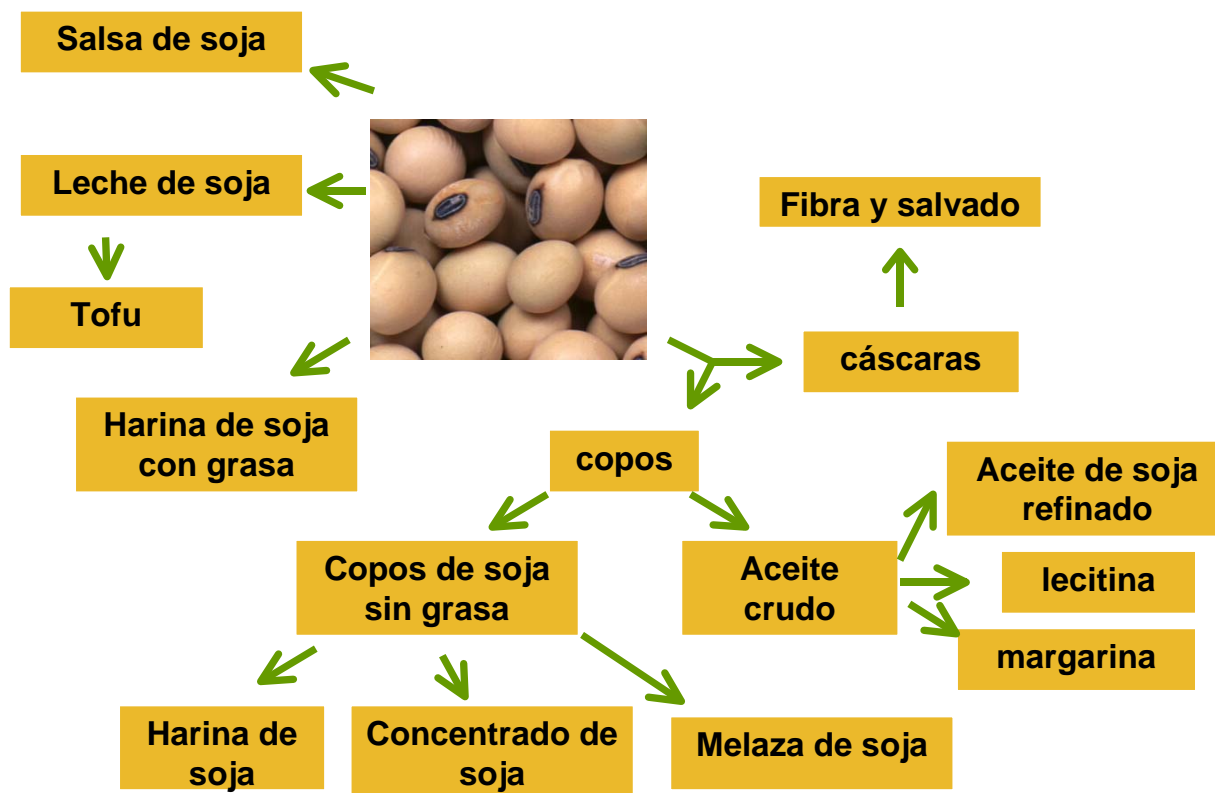 Salsa de soja
Leche de soja
Tofu
Harina de soja
con grasa
Fibra y salvado
cáscaras
copos
Copos de soja
sin grasa
Aceite
crudo
Aceite de soja
refinado
lecitina
margarina
Harina de
soja
Concentrado de
soja
Melaza de soja